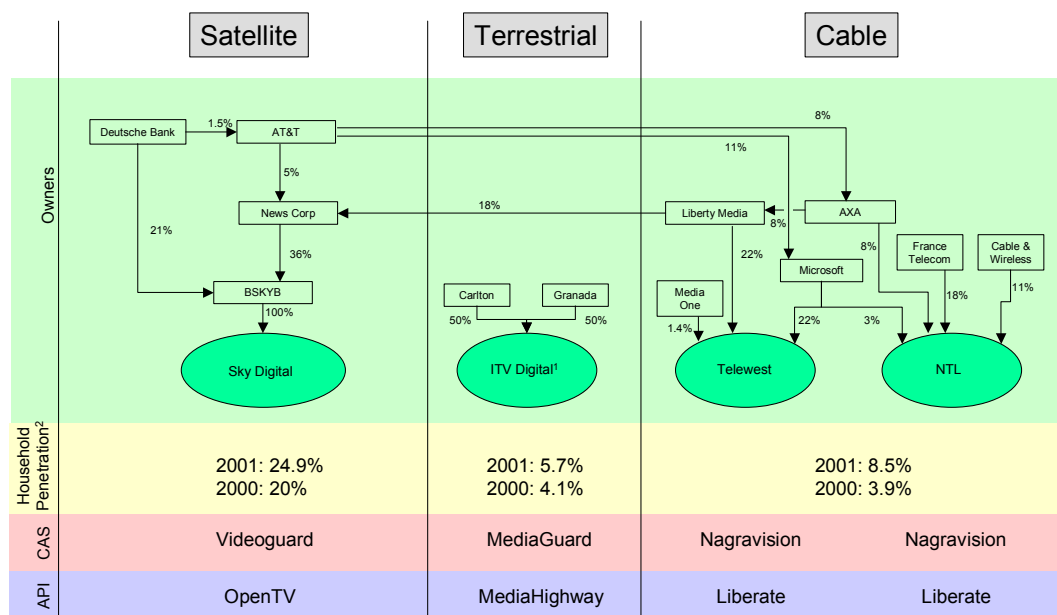 Satellite
Terrestrial
Cable
Owners
Deutsche Bank
1.5%
AT&T
8%
11%
5%
News Corp
18%
Liberty Media
8%
AXA
21%
36%
22%
8%
France
Telecom
Cable &
Wireless
Microsoft
BSKYB
Carlton
Granada
Media
One
18%
11%
100%
50%
50%
1.4%
22%
3%
Sky Digital
ITV Digital¹
Telewest
NTL
Household
Penetration²
2001: 24.9%
2000: 20%
2001: 5.7%
2000: 4.1%
2001: 8.5%
2000: 3.9%
CAS
Videoguard
MediaGuard
Nagravision
Nagravision
API
OpenTV
MediaHighway
Liberate
Liberate